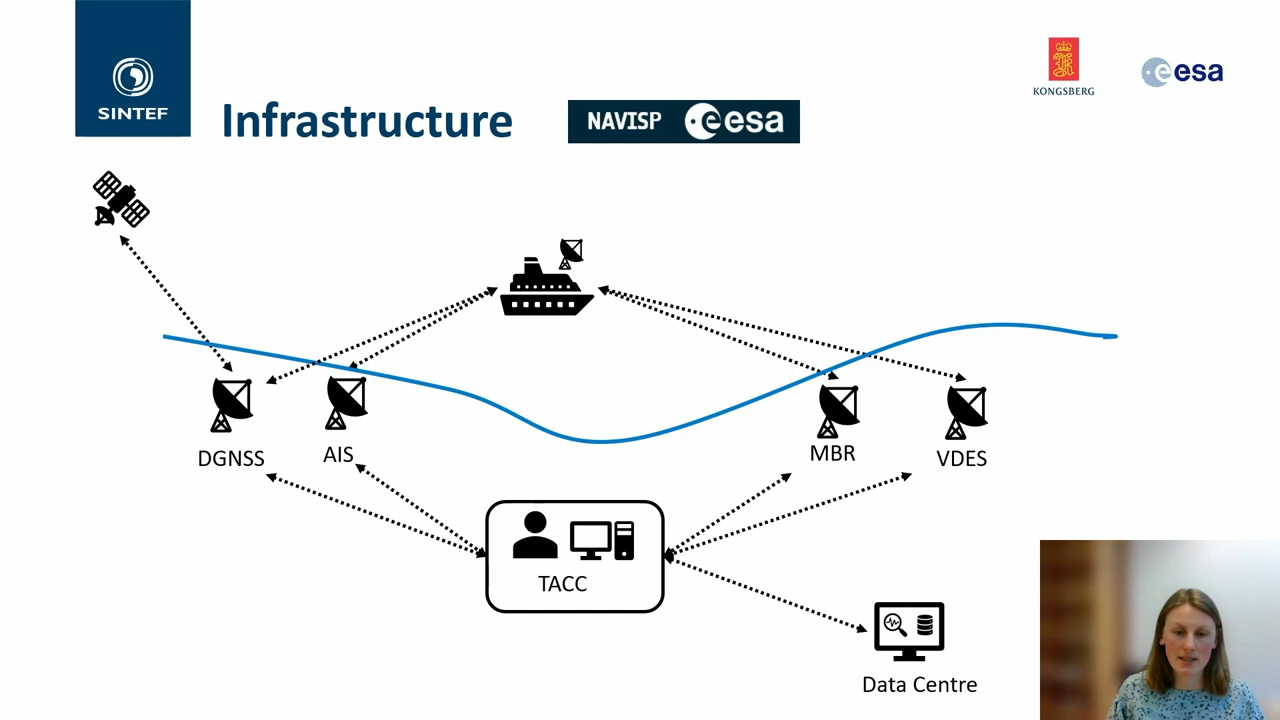 SINTEF
Infrastructure
NAVISP esa
KONGSBERG
esa
DGNSS
AIS
MBR
VDES
TACC
Data Centre